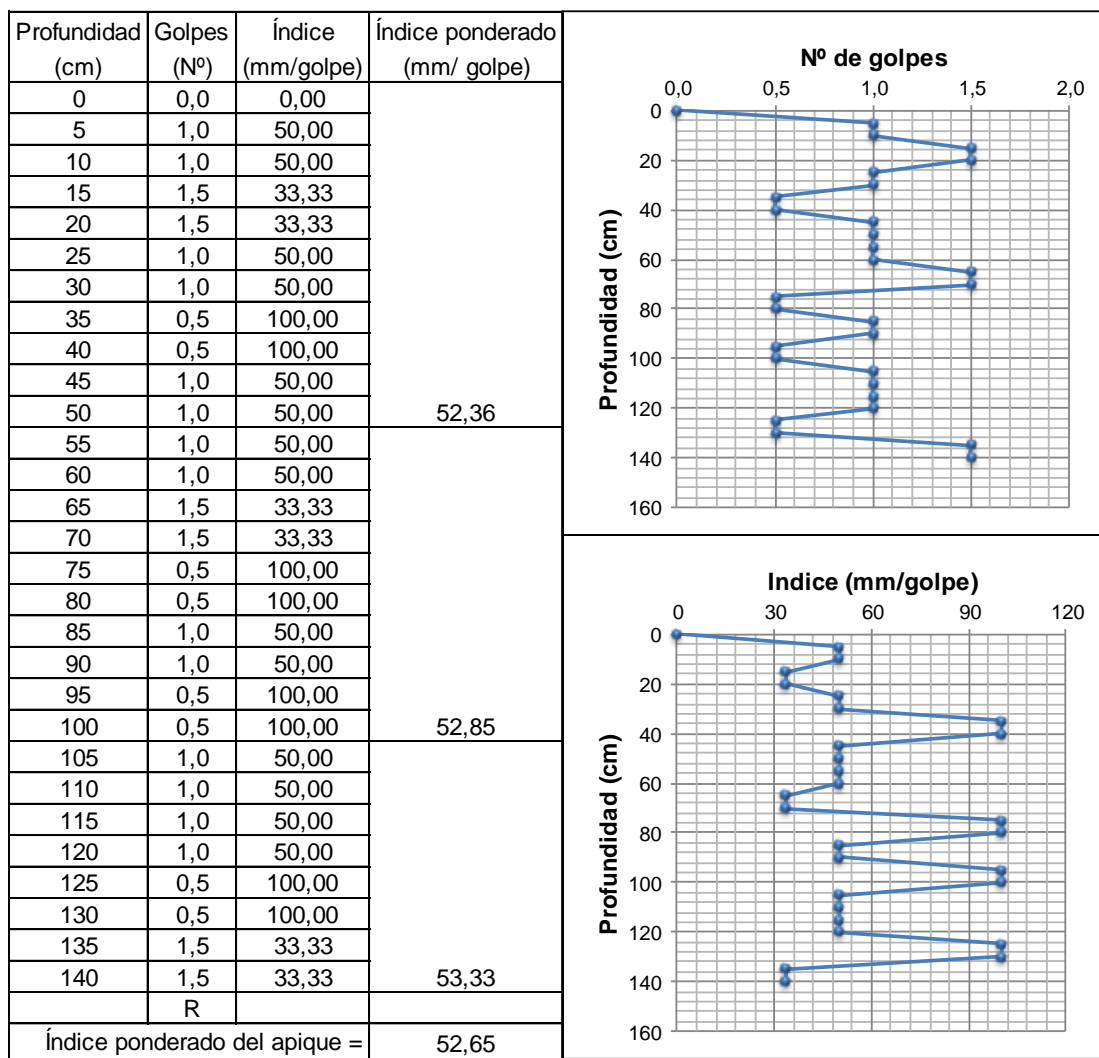 Profundidad Golpes Índice Índice ponderado
(cm) (Nº) (mm/golpe) (mm/ golpe)
0 0,0 0,00
5 1,0 50,00
10 1,0 50,00
15 1,5 33,33
20 1,5 33,33
25 1,0 50,00
30 1,0 50,00
35 0,5 100,00
40 0,5 100,00
45 1,0 50,00
50 1,0 50,00 52,36
55 1,0 50,00
60 1,0 50,00
65 1,5 33,33
70 1,5 33,33
75 0,5 100,00
80 0,5 100,00
85 1,0 50,00
90 1,0 50,00
95 0,5 100,00
100 0,5 100,00 52,85
105 1,0 50,00
110 1,0 50,00
115 1,0 50,00
120 1,0 50,00
125 0,5 100,00
130 0,5 100,00
135 1,5 33,33
140 1,5 33,33 53,33
R
Índice ponderado del apique = 52,65
Nº de golpes
0,0 0,5 1,0 1,5 2,0
0
20
40
60
80
100
120
140
160
Profundidad (cm)
Indice (mm/golpe)
0 30 60 90 120
0
20
40
60
80
100
120
140
160
Profundidad (cm)